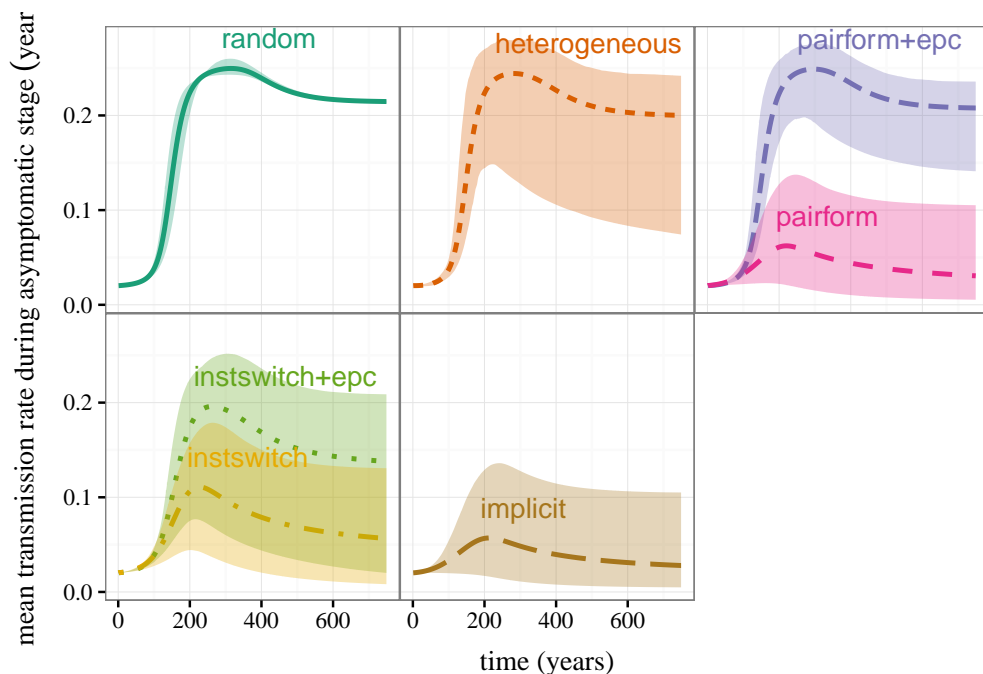 mean transmission rate during asymptomatic stage (year
random
heterogeneous
pairform+epc
pairform
0.2
0.1
0.0
instswitch+epc
instswitch
implicit
0.2
0.1
0.0
0 200 400 600
0 200 400 600
time (years)